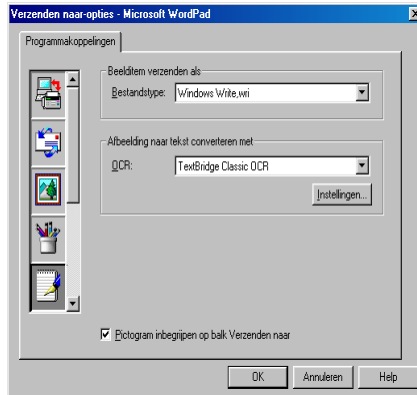 Verzenden naar-opties - Microsoft WordPad
Programmakoppelingen
Beelditem verzenden als
Bestandstype: Windows Write,wri
Afbeelding naar tekst converteren met
OCR: TextBridge Classic OCR
Instellingen...
Pictogram inbegrijpen op balk Verzenden naar
OK Annuleren Help